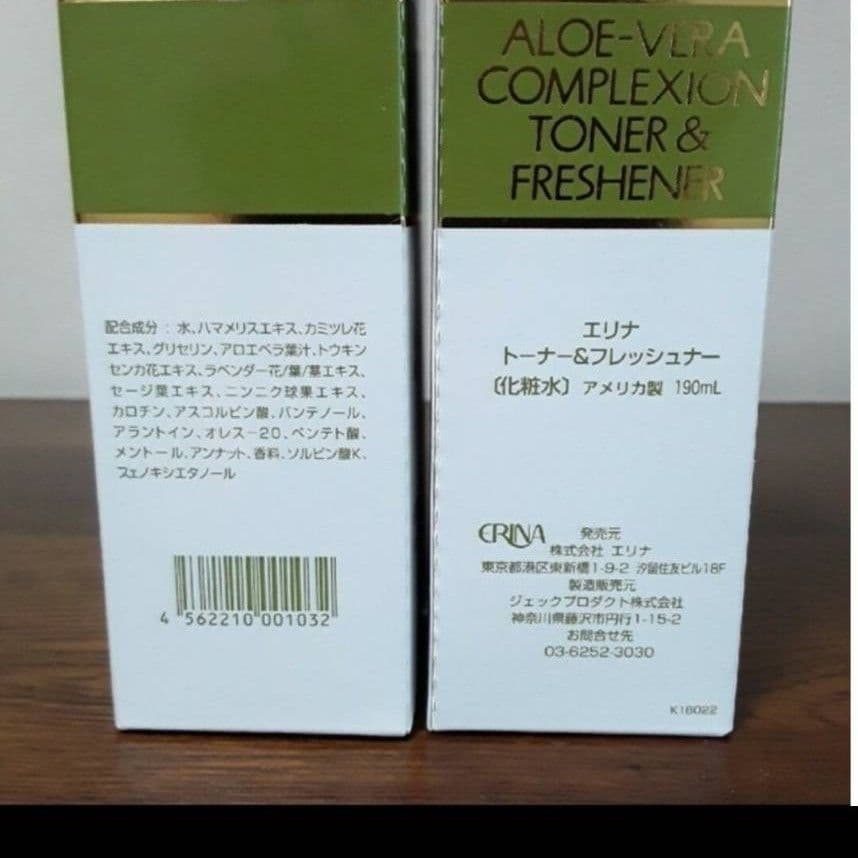 配合成分 : 水、ハマメリスエキス、カミツレ花
エキス、グリセリン、アロエベラ葉汁、トウキン
センカ花エキス、ラベンダー花/葉/茎エキス、
セージ葉エキス、ニンニク球果エキス、
カロチン、アスコルビン酸、パンテノール、
アラントイン、オレス−20、ペンテト酸、
メントール、アンナット、香料、ソルビン酸K、
フェノキシエタノール
4 562210 001032
ALOE-VERA
COMPLEXION
TONER &
FRESHENER
エリナ
トーナー&フレッシュナー
〔化粧水〕 アメリカ製 190mL
ERINA 発売元
株式会社 エリナ
東京都港区東新橋1-9-2 汐留住友ビル18F
製造販売元
ジェックプロダクト株式会社
神奈川県藤沢市円行1-15-2
お問合せ先
03-6252-3030
K16022